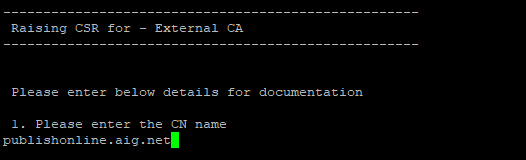 ----------------------------------------------------
Raising CSR for - External CA
----------------------------------------------------
Please enter below details for documentation
1. Please enter the CN name
publishonline.aig.net